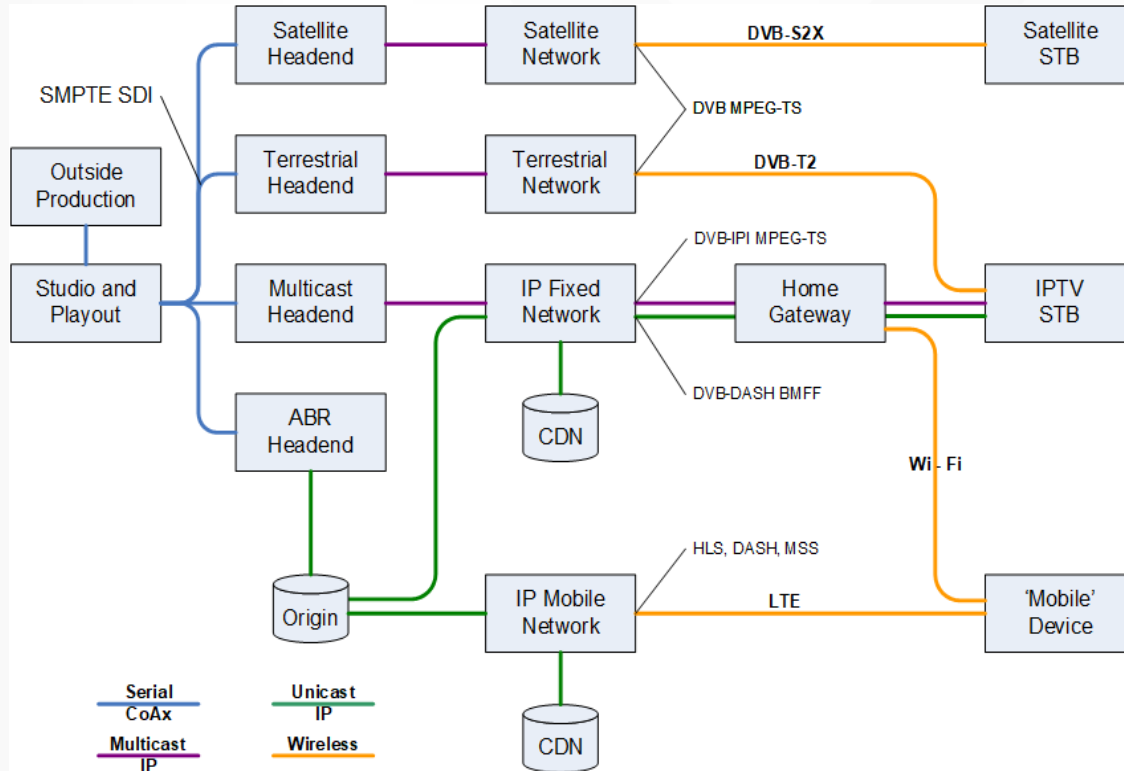 Satellite
Headend
Satellite
Network
DVB-S2X
Satellite
STB
SMPTE SDI
DVB MPEG-TS
Outside
Production
Terrestrial
Headend
Terrestrial
Network
DVB-T2
DVB-IPI MPEG-TS
Studio and
Playout
Multicast
Headend
IP Fixed
Network
Home
Gateway
IPTV
STB
DVB-DASH BMFF
ABR
Headend
CDN
Wi - Fi
HLS, DASH, MSS
Origin
IP Mobile
Network
LTE
‘Mobile’
Device
Serial
CoAx
Unicast
IP
Multicast
IP
Wireless
CDN